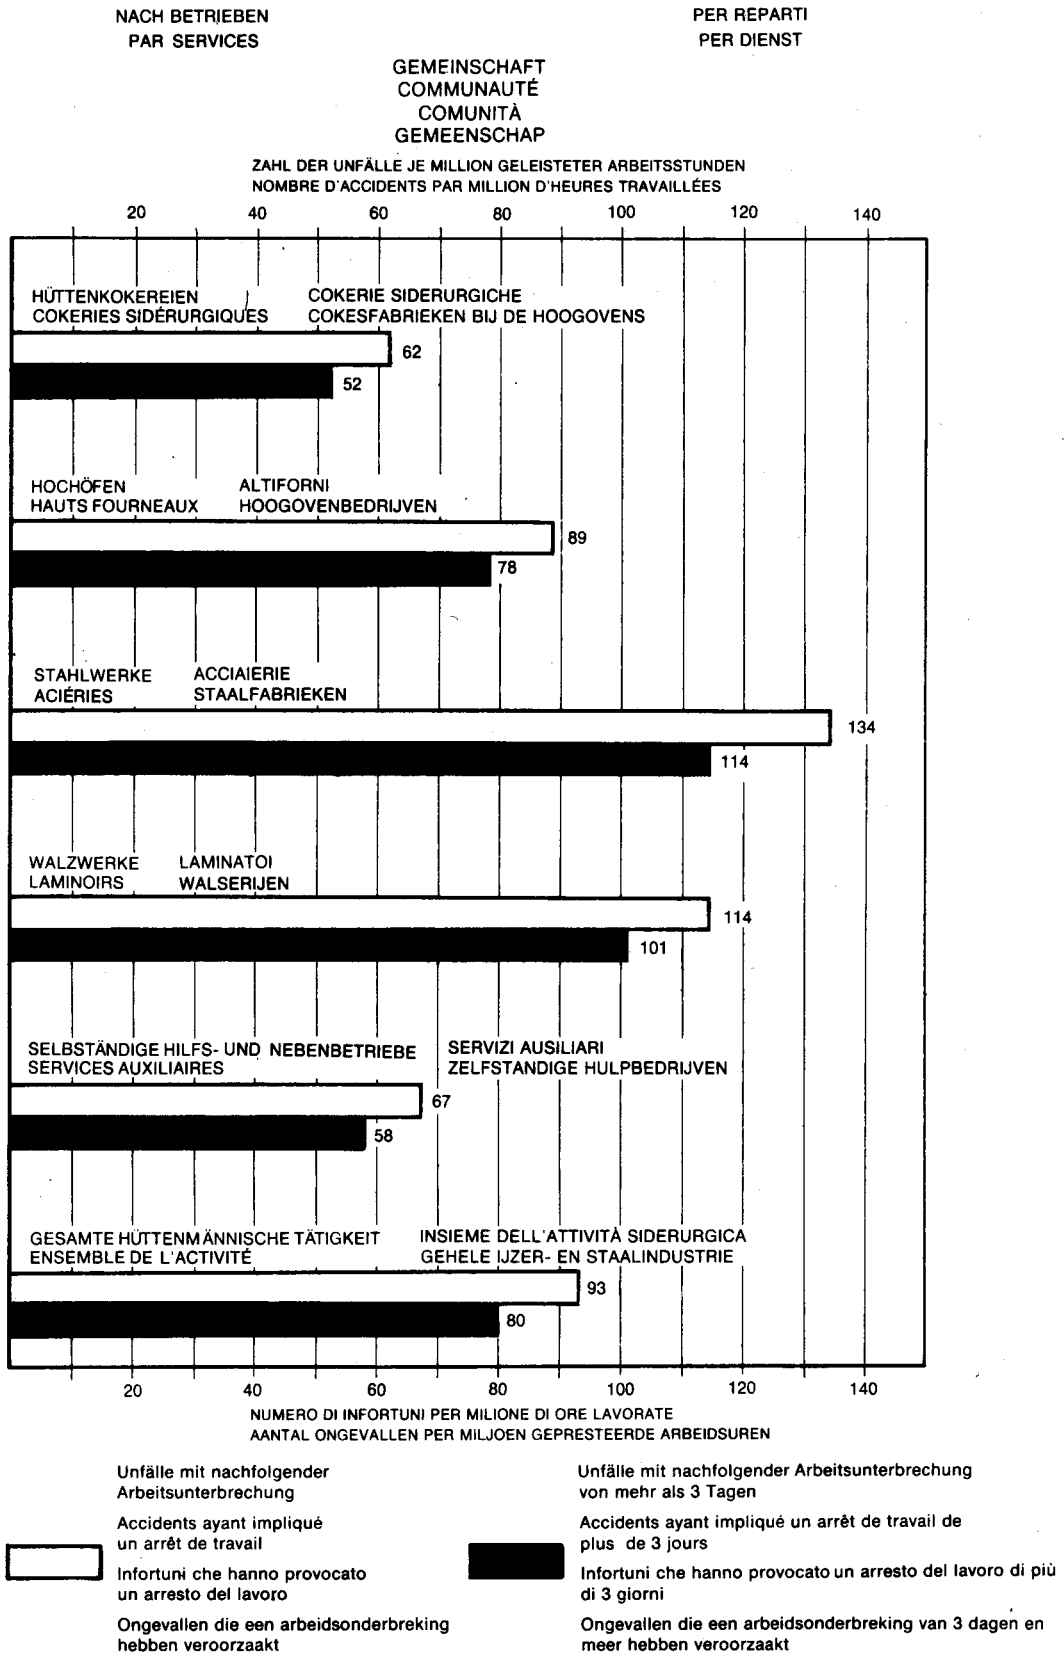 NACH BETRIEBEN
PAR SERVICES
PER REPARTI
PER DIENST
GEMEINSCHAFT
COMMUNAUTÉ
COMUNITÀ
GEMEENSCHAP
ZAHL DER UNFÄLLE JE MILLION GELEISTETER ARBEITSSTUNDEN
NOMBRE D'ACCIDENTS PAR MILLION D'HEURES TRAVAILLÉES
20 40 60 80 100 120 140
HÜTTENKOKEREIEN
COKERIES SIDÉRURGIQUES
COKERIE SIDERURGICHE
COKESFABRIEKEN BIJ DE HOOGOVENS
62
52
HOCHÖFEN
HAUTS FOURNEAUX
ALTIFORNI
HOOGOVENBEDRIJVEN
89
78
STAHLWERKE
ACIÉRIES
ACCIAIERIE
STAALFABRIEKEN
134
114
WALZWERKE
LAMINOIRS
LAMINATOI
WALSERIJEN
114
101
SELBSTÄNDIGE HILFS- UND NEBENBETRIEBE
SERVICES AUXILIAIRES
SERVIZI AUSILIARI
ZELFSTANDIGE HULPBEDRIJVEN
67
58
GESAMTE HÜTTENMÄNNISCHE TÄTIGKEIT
ENSEMBLE DE L'ACTIVITÉ
INSIEME DELL'ATTIVITÀ SIDERURGICA
GEHELE IJZER- EN STAALINDUSTRIE
93
80
20 40 60 80 100 120 140
NUMERO DI INFORTUNI PER MILIONE DI ORE LAVORATE
AANTAL ONGEVALLEN PER MILJOEN GEPRESTEERDE ARBEIDSUREN
Unfälle mit nachfolgender
Arbeitsunterbrechung
Accidents ayant impliqué
un arrêt de travail
Infortuni che hanno provocato
un arresto del lavoro
Ongevallen die een arbeidsonderbreking
hebben veroorzaakt
Unfälle mit nachfolgender Arbeitsunterbrechung
von mehr als 3 Tagen
Accidents ayant impliqué un arrêt de travail de
plus de 3 jours
Infortuni che hanno provocato un arresto del lavoro di più
di 3 giorni
Ongevallen die een arbeidsonderbreking van 3 dagen en
meer hebben veroorzaakt